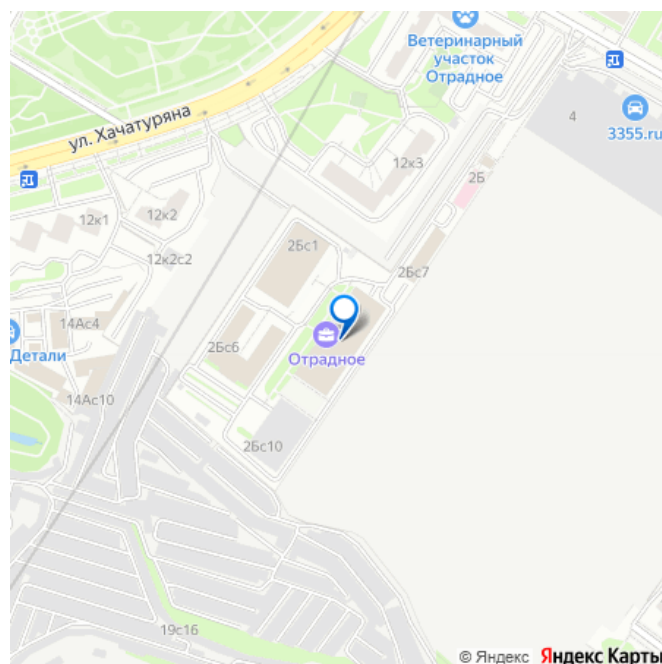 Ветеринарный
участок
Отрадное
ул. Хачатуряна
4
3355.ru
12к3
2Б
12к1
12к2
12к2с2
2Бс1
2Бс7
14Ас4
Детали
2Бс6
Отрадное
14Ас10
2Бс10
19с16
© Яндекс Яндекс Карты